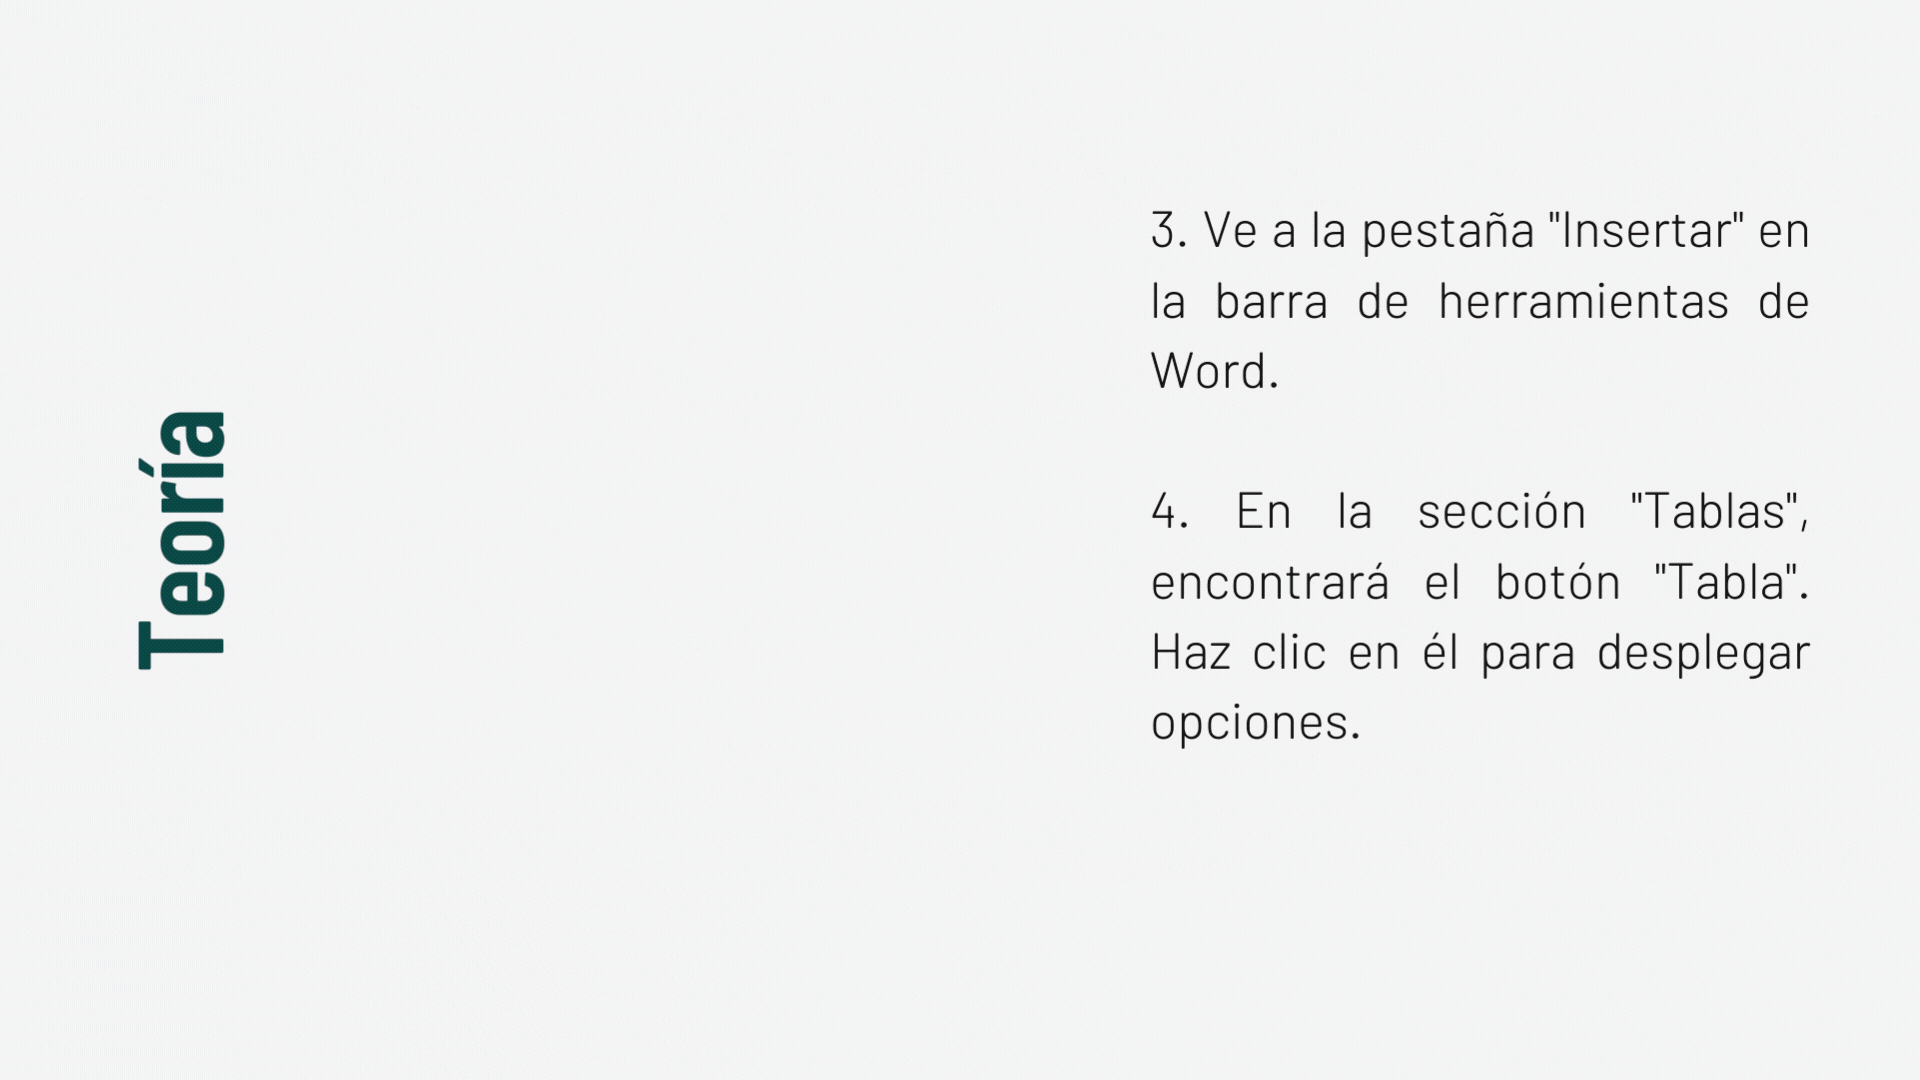 Teoría
3. Ve a la pestaña "Insertar" en
la barra de herramientas de
Word.
4. En la sección "Tablas",
encontrará el botón "Tabla".
Haz clic en él para desplegar
opciones.